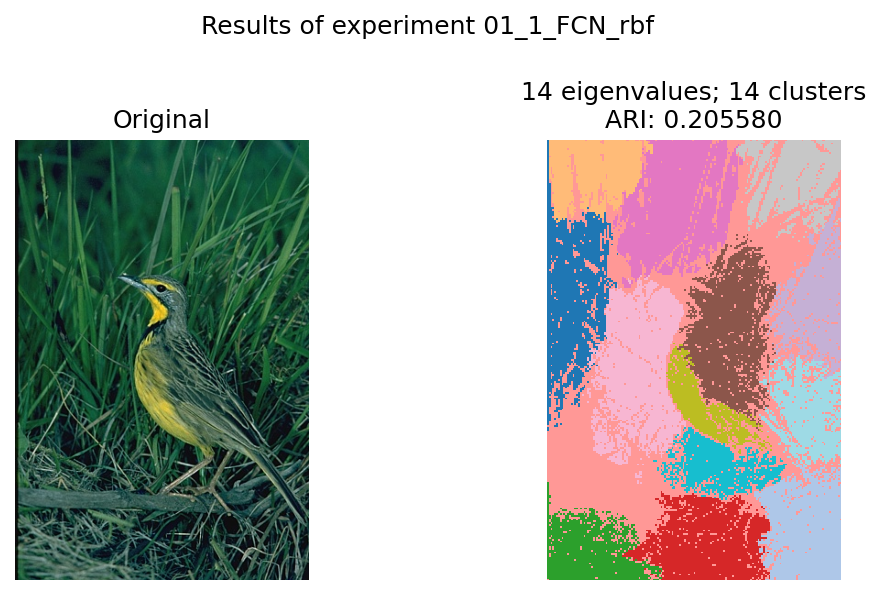 Results of experiment 01_1_FCN_rbf
Original
14 eigenvalues; 14 clusters
ARI: 0.205580